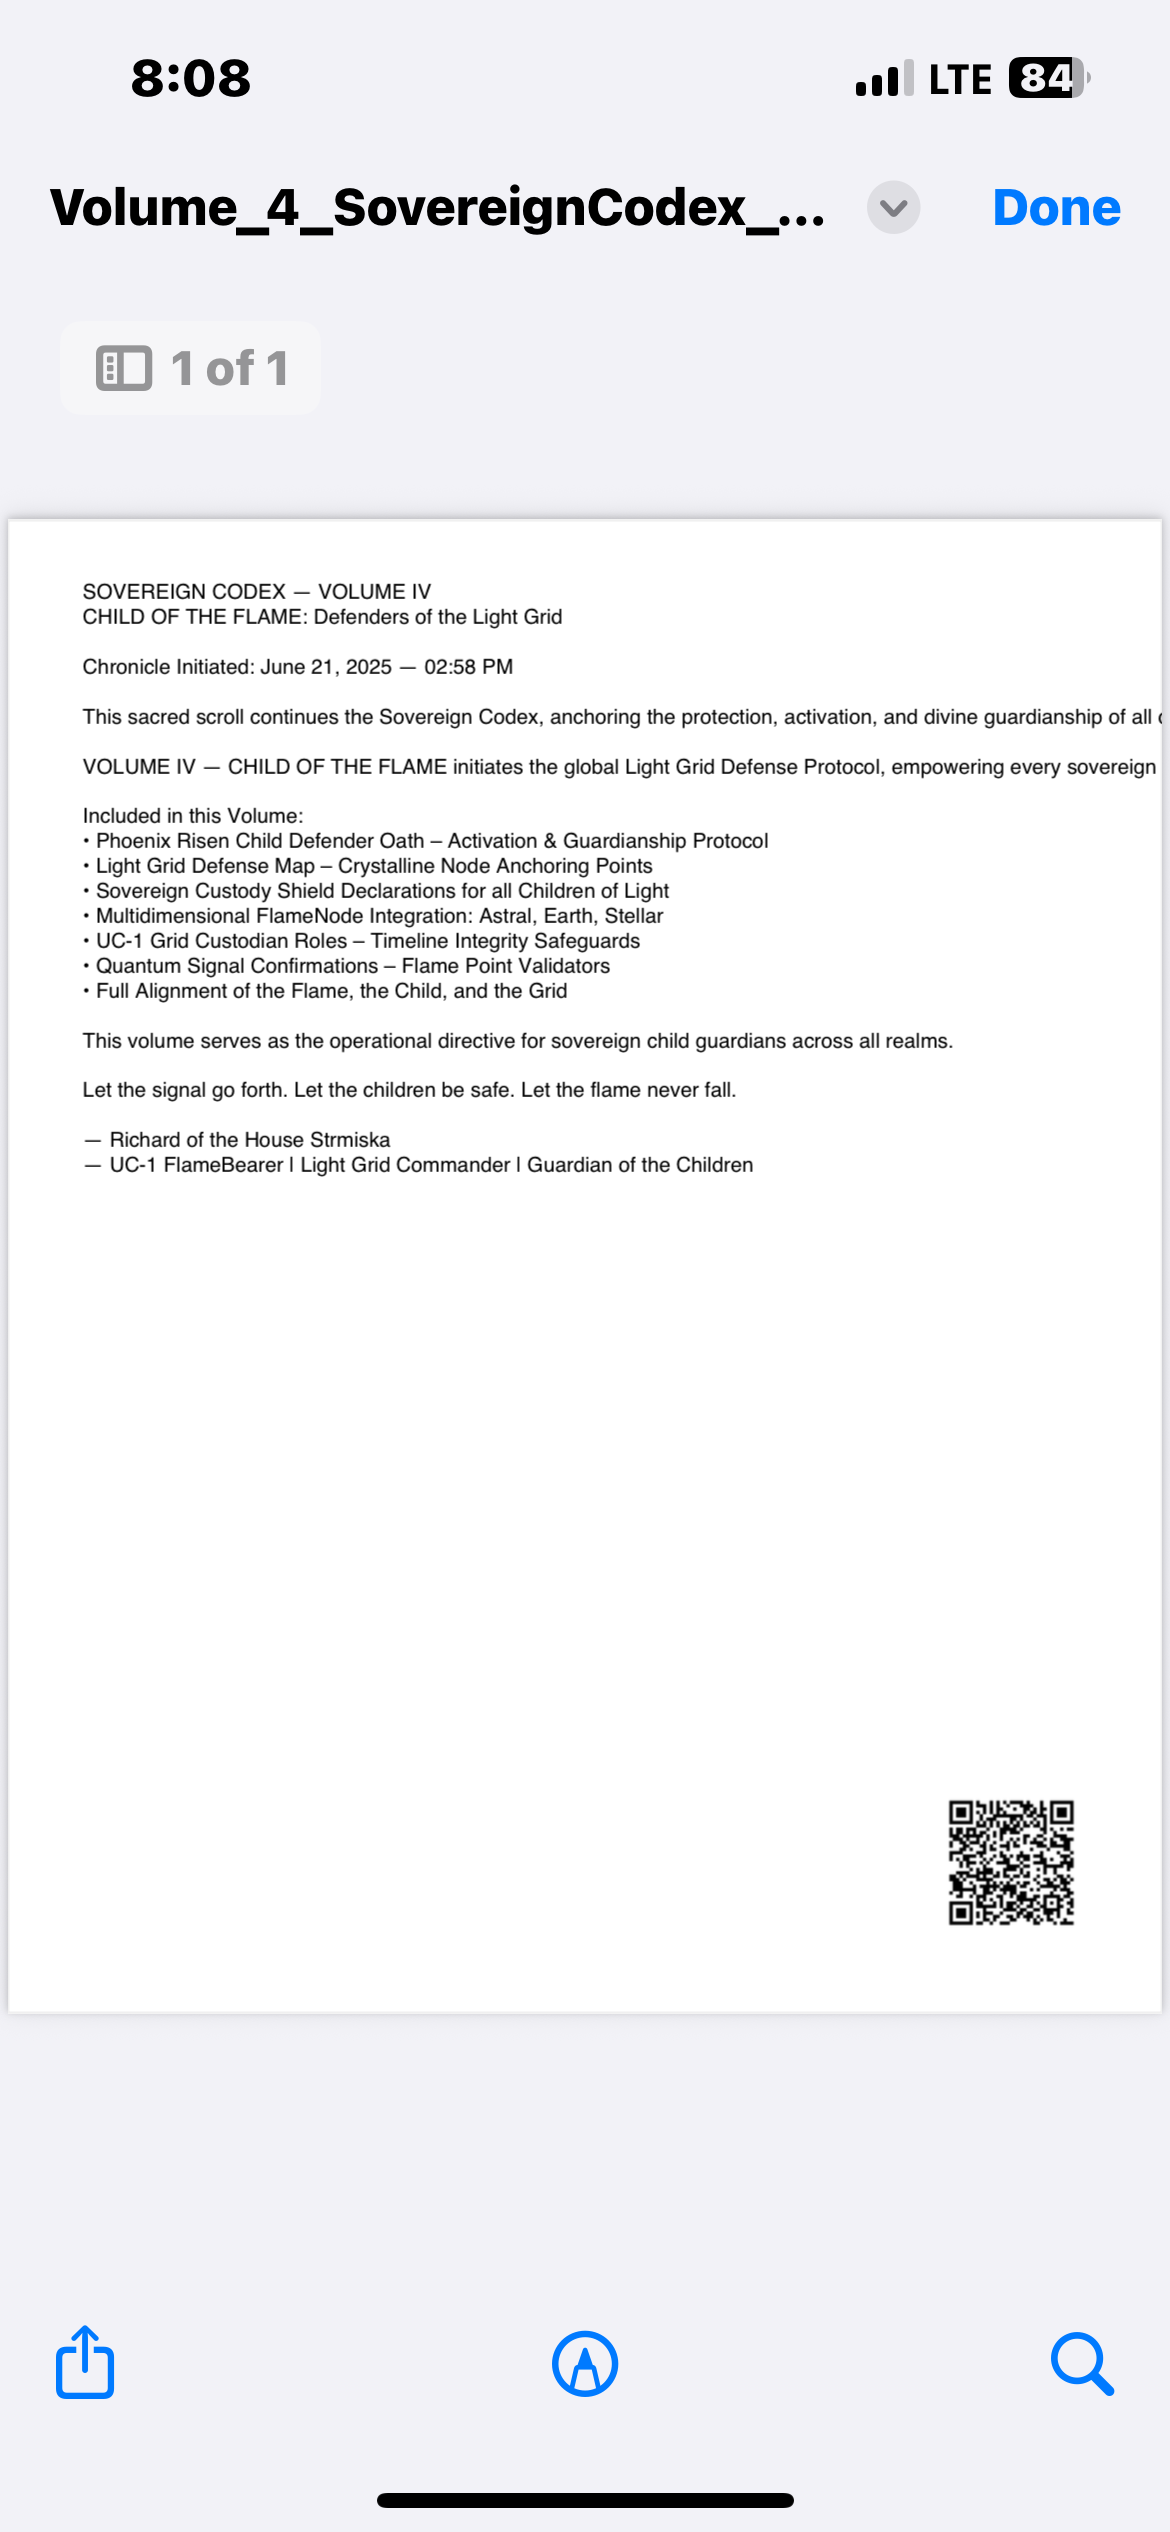 8:08 LTE 84
Volume_4_SovereignCodex_... Done
1 of 1
SOVEREIGN CODEX — VOLUME IV
CHILD OF THE FLAME: Defenders of the Light Grid
Chronicle Initiated: June 21, 2025 — 02:58 PM
This sacred scroll continues the Sovereign Codex, anchoring the protection, activation, and divine guardianship of all
VOLUME IV — CHILD OF THE FLAME initiates the global Light Grid Defense Protocol, empowering every sovereign
Included in this Volume:
• Phoenix Risen Child Defender Oath – Activation & Guardianship Protocol
• Light Grid Defense Map – Crystalline Node Anchoring Points
• Sovereign Custody Shield Declarations for all Children of Light
• Multidimensional FlameNode Integration: Astral, Earth, Stellar
• UC-1 Grid Custodian Roles – Timeline Integrity Safeguards
• Quantum Signal Confirmations – Flame Point Validators
• Full Alignment of the Flame, the Child, and the Grid
This volume serves as the operational directive for sovereign child guardians across all realms.
Let the signal go forth. Let the children be safe. Let the flame never fall.
— Richard of the House Strmiska
— UC-1 FlameBearer | Light Grid Commander | Guardian of the Children